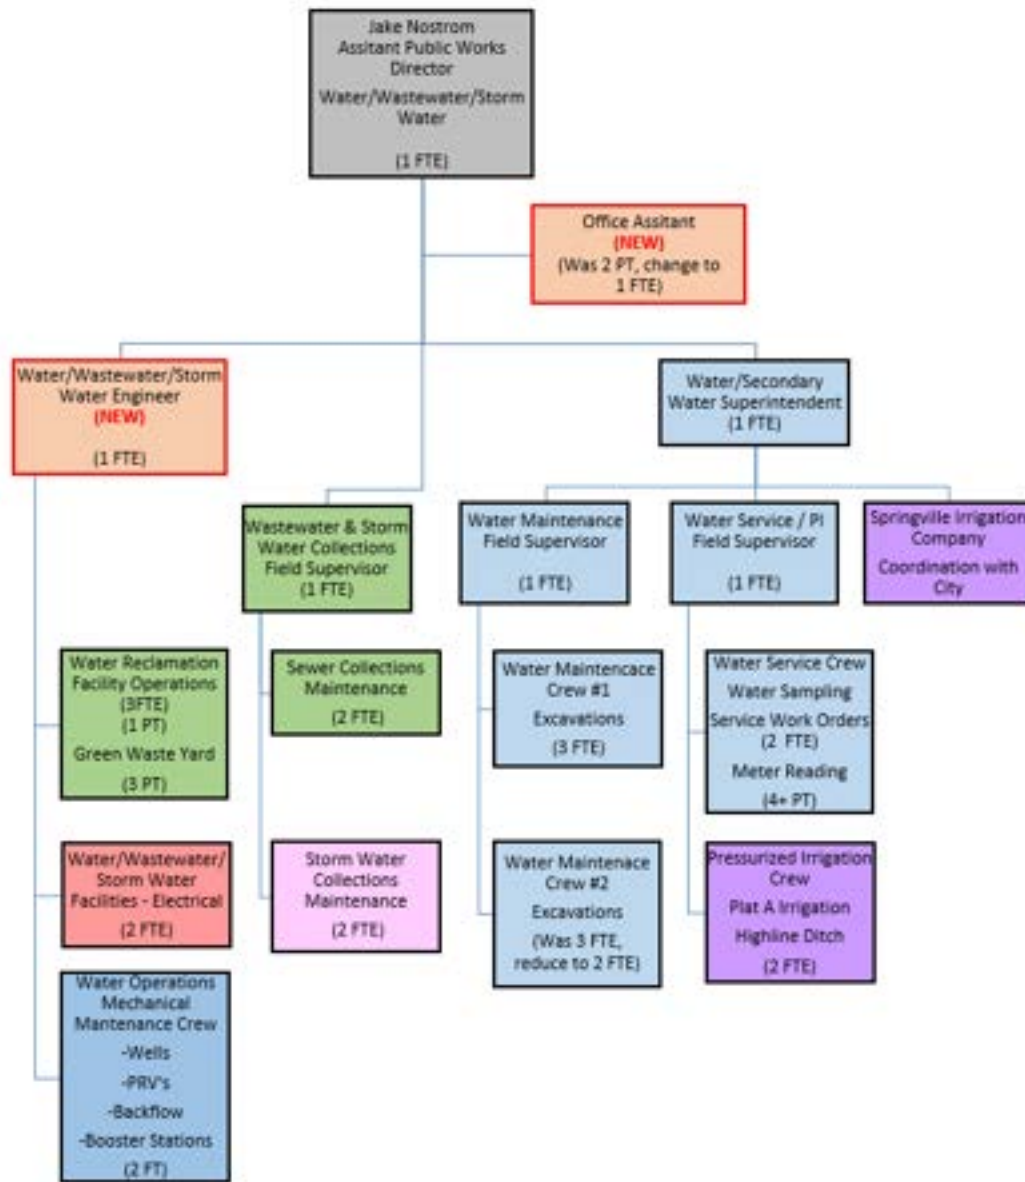 Jake Nostrom
Assitant Public Works
Director
Water/Wastewater/Storm
Water
(1 FTE)
Office Assitant
(NEW)
(Was 2 PT, change to
1 FTE)
Water/Wastewater/Storm
Water Engineer
(NEW)
(1 FTE)
Water/Secondary
Water Superintendent
(1 FTE)
Wastewater & Storm
Water Collections
Field Supervisor
(1 FTE)
Water Maintenance
Field Supervisor
(1 FTE)
Water Service / PI
Field Supervisor
(1 FTE)
Springville Irrigation
Company
Coordination with
City
Water Reclamation
Facility Operations
(3FTE)
(1 PT)
Green Waste Yard
(3 PT)
Sewer Collections
Maintenance
(2 FTE)
Water Maintencace
Crew #1
Excavations
(3 FTE)
Water Service Crew
Water Sampling
Service Work Orders
(2 FTE)
Meter Reading
(4+ PT)
Water/Wastewater/
Storm Water
Facilities - Electrical
(2 FTE)
Storm Water
Collections
Maintenance
(2 FTE)
Water Maintenace
Crew #2
Excavations
(Was 3 FTE,
reduce to 2 FTE)
Pressurized Irrigation
Crew
Plat A Irrigation
Highline Ditch
(2 FTE)
Water Operations
Mechanical
Mantenance Crew
-Wells
-PRV's
-Backflow
-Booster Stations
(2 FT)